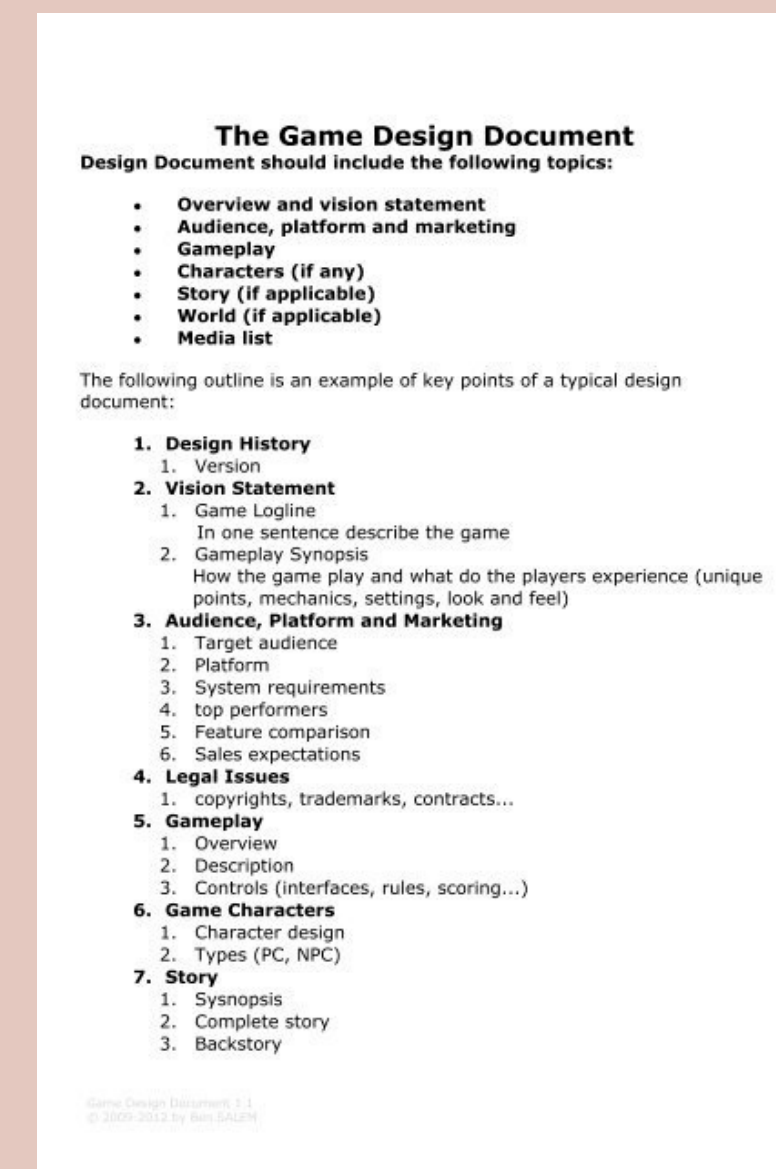 The Game Design Document
Design Document should include the following topics:
• Overview and vision statement
• Audience, platform and marketing
• Gameplay
• Characters (if any)
• Story (if applicable)
• World (if applicable)
• Media list
The following outline is an example of key points of a typical design
document:
1. Design History
1. Version
2. Vision Statement
1. Game Logline
In one sentence describe the game
2. Gameplay Synopsis
How the game play and what do the players experience (unique
points, mechanics, settings, look and feel)
3. Audience, Platform and Marketing
1. Target audience
2. Platform
3. System requirements
4. top performers
5. Feature comparison
6. Sales expectations
4. Legal Issues
1. copyrights, trademarks, contracts...
5. Gameplay
1. Overview
2. Description
3. Controls (interfaces, rules, scoring...)
6. Game Characters
1. Character design
2. Types (PC, NPC)
7. Story
1. Sysnopsis
2. Complete story
3. Backstory
Game Design Document 1.1
© 2009-2012 by Ben SALEM